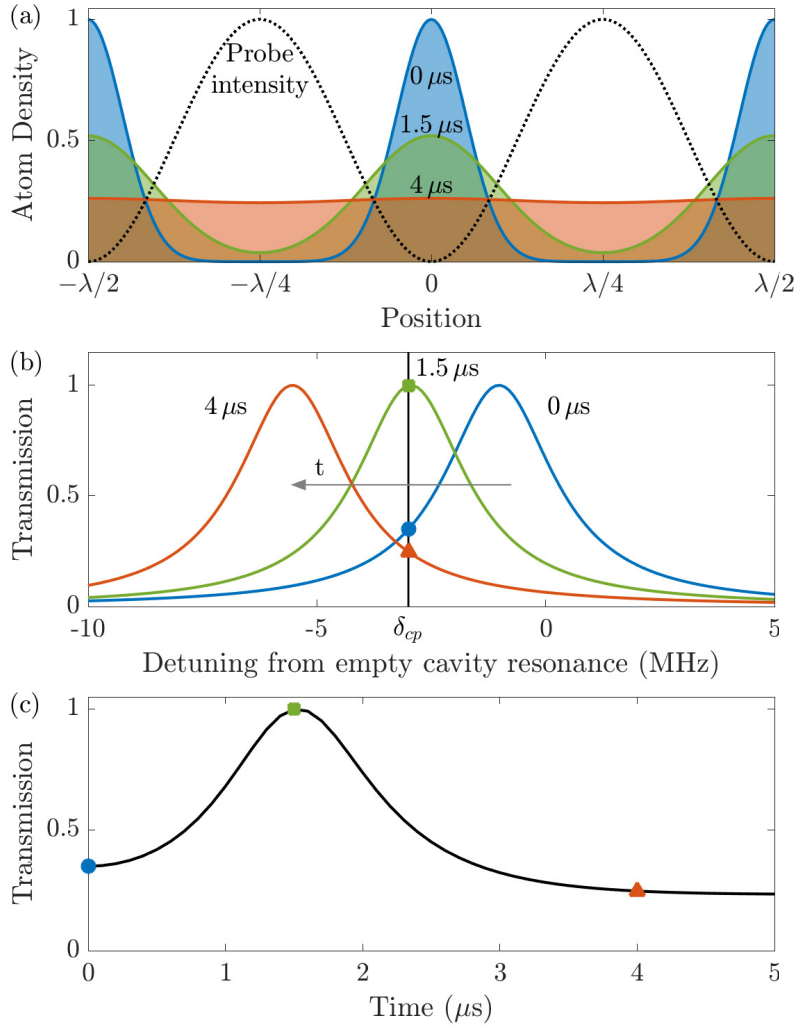 (a)
1
0.5
0
Atom Density
Probe
intensity
0 μs
1.5 μs
4 μs
−λ/2
−λ/4
0
λ/4
λ/2
Position
(b)
1
0.5
0
Transmission
4 μs
1.5 μs
0 μs
t
-10
-5
δcp
0
5
Detuning from empty cavity resonance (MHz)
(c)
1
0.5
0
Transmission
0
1
2
3
4
5
Time (μs)